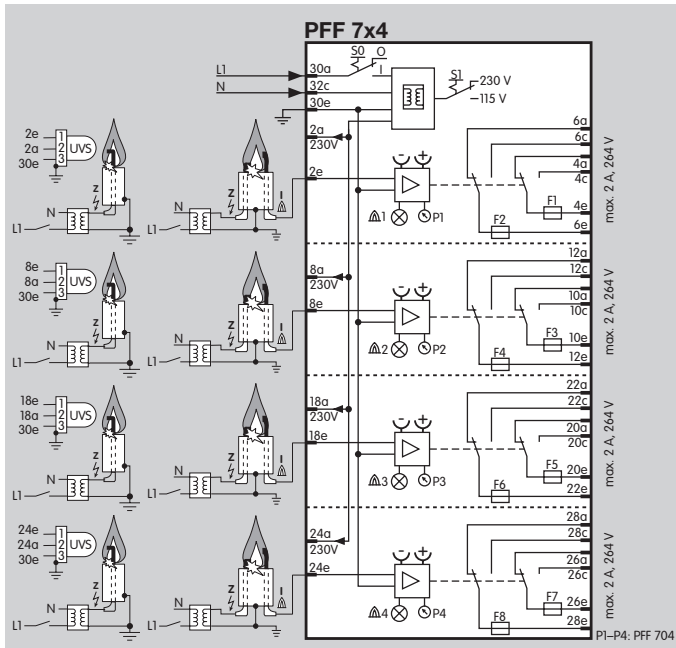 PFF 7x4
L1
N
30a
32c
30e
S0
O
I
S1
230 V
115 V
2e
2a
30e
1
2
3
UVS
Z
N
L1
Z
I
N
L1
2a
230V
2e
- +
1
P1
6a
6c
4a
4c
F1
4e
F2
6e
max. 2 A, 264 V
8e
8a
30e
1
2
3
UVS
Z
N
L1
Z
I
N
L1
8a
230V
8e
- +
2
P2
12a
12c
10a
10c
F3
10e
F4
12e
max. 2 A, 264 V
18e
18a
30e
1
2
3
UVS
Z
N
L1
Z
I
N
L1
18a
230V
18e
- +
3
P3
22a
22c
20a
20c
F5
20e
F6
22e
max. 2 A, 264 V
24e
24a
30e
1
2
3
UVS
Z
N
L1
Z
I
N
L1
24a
230V
24e
- +
4
P4
28a
28c
26a
26c
F7
26e
F8
28e
max. 2 A, 264 V
P1–P4: PFF 704